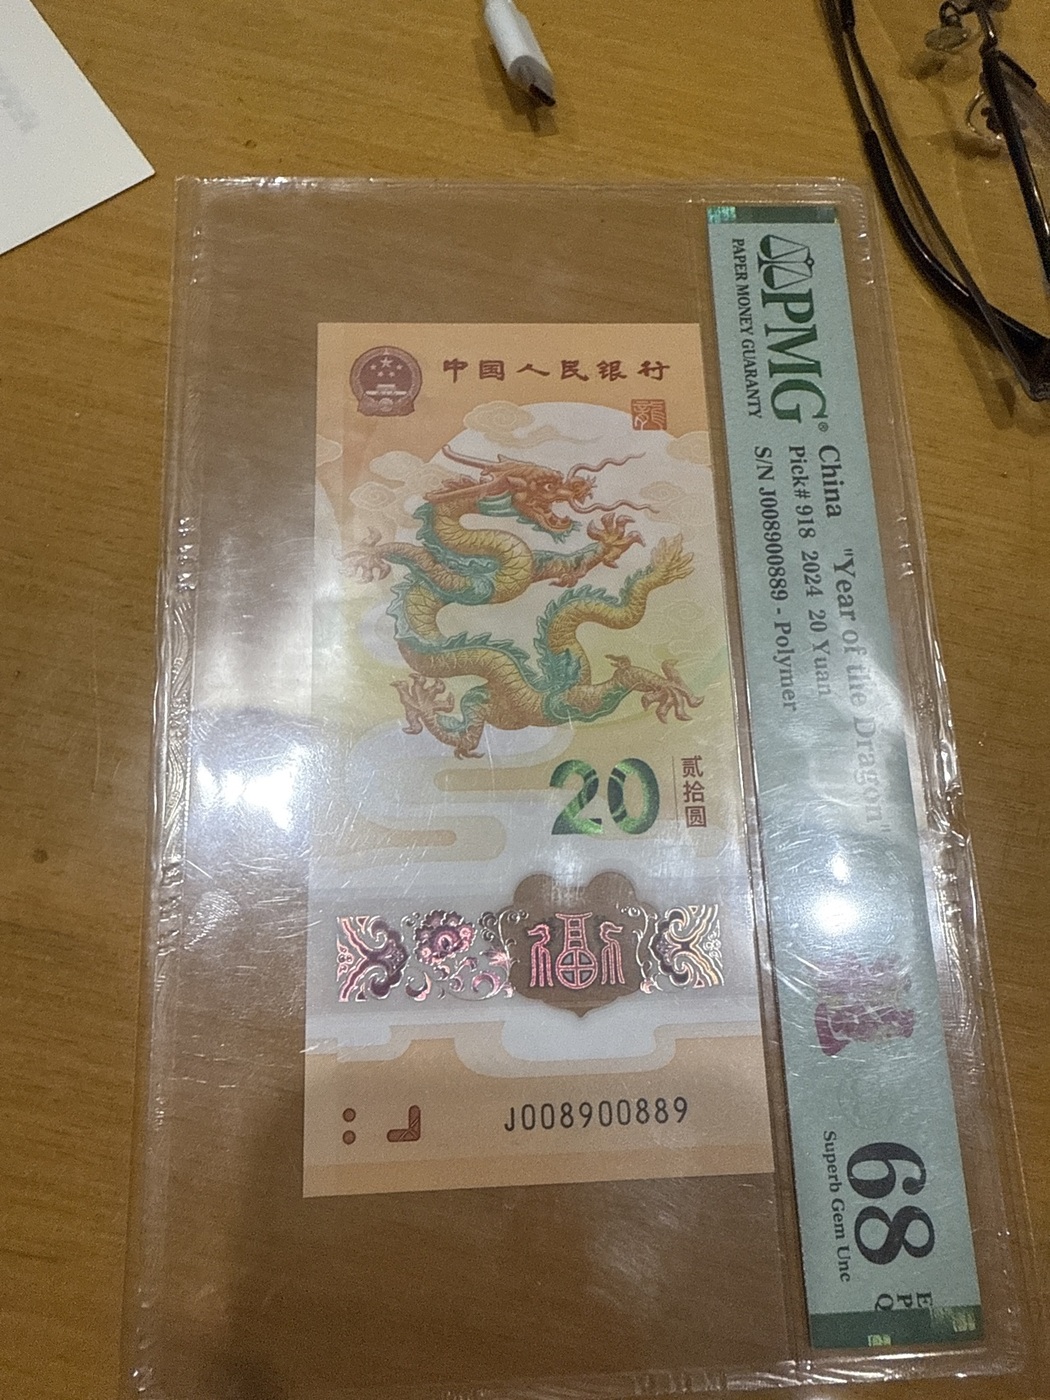 中国人民银行
龍
20
贰拾圆
福
J008900889
PMG®
PAPER MONEY GUARANTY
China "Year of the Dragon"
Pick# 918 2024 20 Yuan
S/N J008900889 - Polymer
68
Superb Gem Unc
E
P
Q